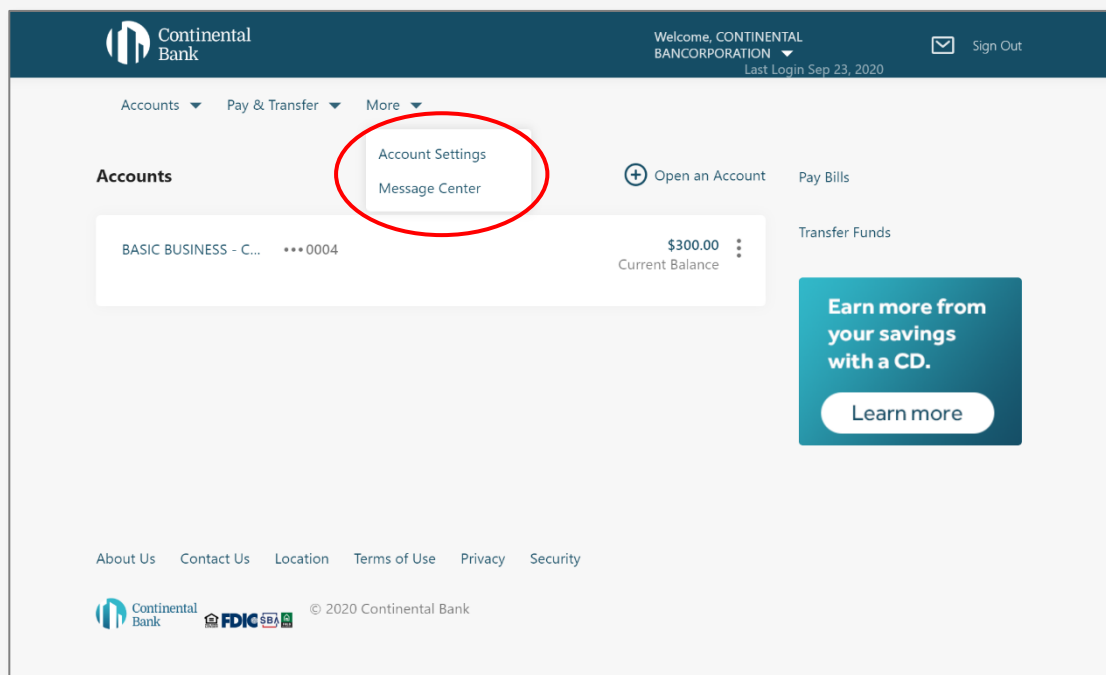 Continental
Bank
Welcome, CONTINENTAL
BANCORPORATION
Sign Out
Last Login Sep 23, 2020
Accounts Pay & Transfer More
Account Settings
Message Center
Accounts
Open an Account
Pay Bills
BASIC BUSINESS - C... •••0004
$300.00
Current Balance
Transfer Funds
Earn more from
your savings
with a CD.
Learn more
About Us Contact Us Location Terms of Use Privacy Security
Continental
Bank
FDIC SBA
© 2020 Continental Bank